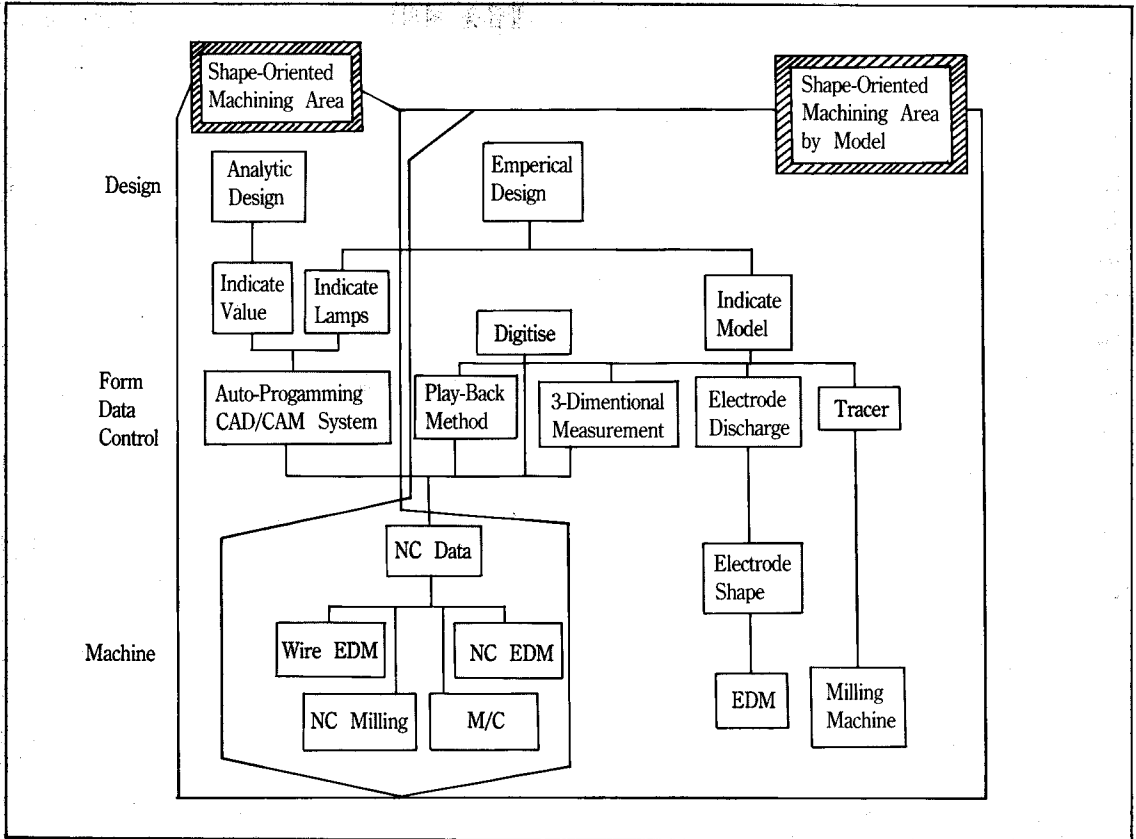 Shape-Oriented
Machining Area
Shape-Oriented
Machining Area
by Model
Design
Analytic
Design
Emperical
Design
Indicate
Value
Indicate
Lamps
Indicate
Model
Digitise
Form
Data
Control
Auto-Progamming
CAD/CAM System
Play-Back
Method
3-Dimentional
Measurement
Electrode
Discharge
Tracer
NC Data
Electrode
Shape
Machine
Wire EDM
NC EDM
NC Milling
M/C
EDM
Milling
Machine